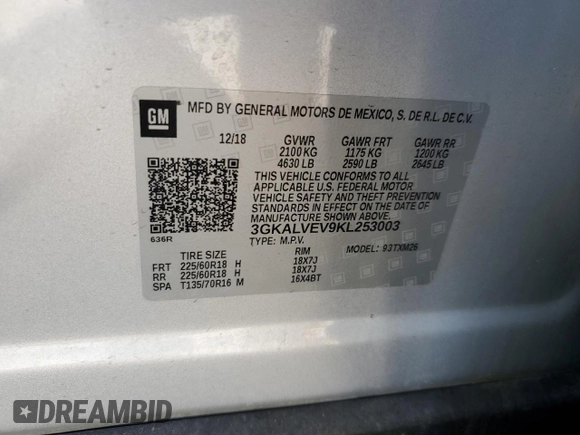 GM
MFD BY GENERAL MOTORS DE MEXICO, S. DE R.L. DE C.V.
12/18 GVWR GAWR FRT GAWR RR
2100 KG 1175 KG 1200 KG
4630 LB 2590 LB 2645 LB
THIS VEHICLE CONFORMS TO ALL
APPLICABLE U.S. FEDERAL MOTOR
VEHICLE SAFETY AND THEFT PREVENTION
STANDARDS IN EFFECT ON THE DATE OF
MANUFACTURE SHOWN ABOVE.
3GKALVEV9KL253003
636R TYPE: M.P.V. MODEL: 93TXM26
TIRE SIZE RIM
FRT 225/60R18 H 18X7J
RR 225/60R18 H 18X7J
SPA T135/70R16 M 16X4BT
DREAMBID